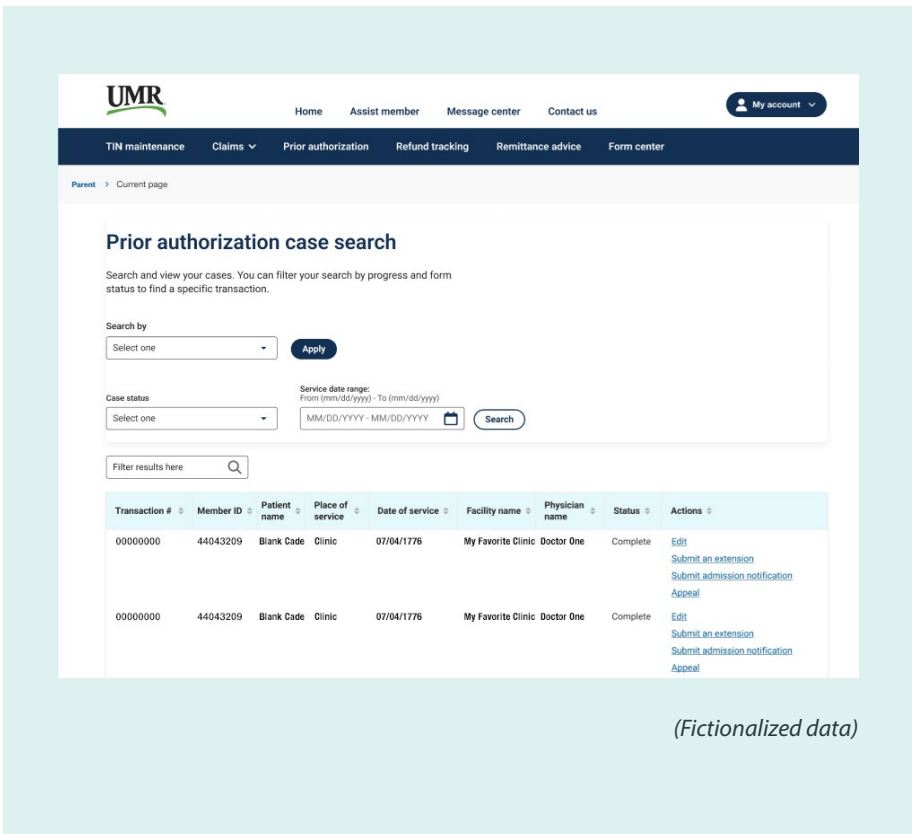 UMR
Home Assist member Message center Contact us My account
TIN maintenance Claims Prior authorization Refund tracking Remittance advice Form center
Parent > Current page
Prior authorization case search
Search and view your cases. You can filter your search by progress and form
status to find a specific transaction.
Search by
Select one Apply
Service date range:
Case status From (mm/dd/yyyy) - To (mm/dd/yyyy)
Select one MM/DD/YYYY - MM/DD/YYYY Search
Filter results here
Transaction # Member ID Patient name Place of service Date of service Facility name Physician name Status Actions
00000000 44043209 Blank Cade Clinic 07/04/1776 My Favorite Clinic Doctor One Complete Edit
Submit an extension
Submit admission notification
Appeal
00000000 44043209 Blank Cade Clinic 07/04/1776 My Favorite Clinic Doctor One Complete Edit
Submit an extension
Submit admission notification
Appeal
(Fictionalized data)